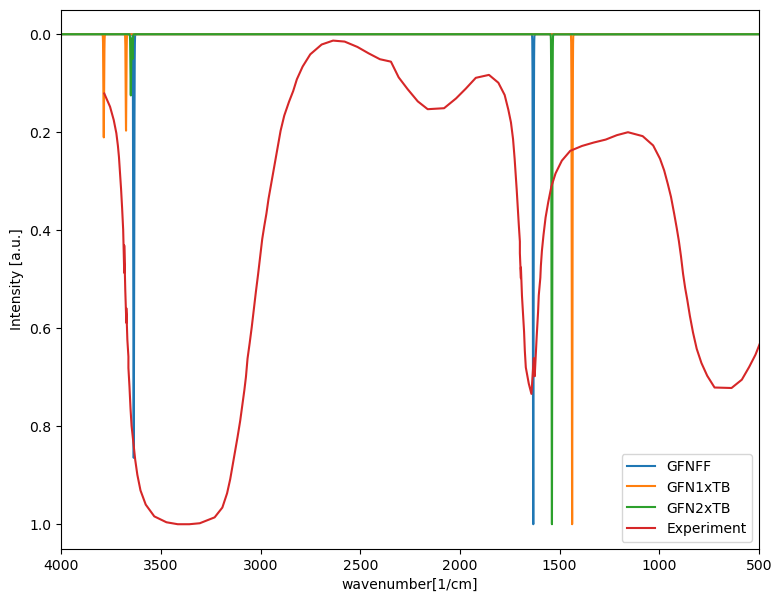 0.0
0.2
0.4
0.6
0.8
1.0
Intensity [a.u.]
GFNFF
GFN1xTB
GFN2xTB
Experiment
4000 3500 3000 2500 2000 1500 1000 500
wavenumber[1/cm]